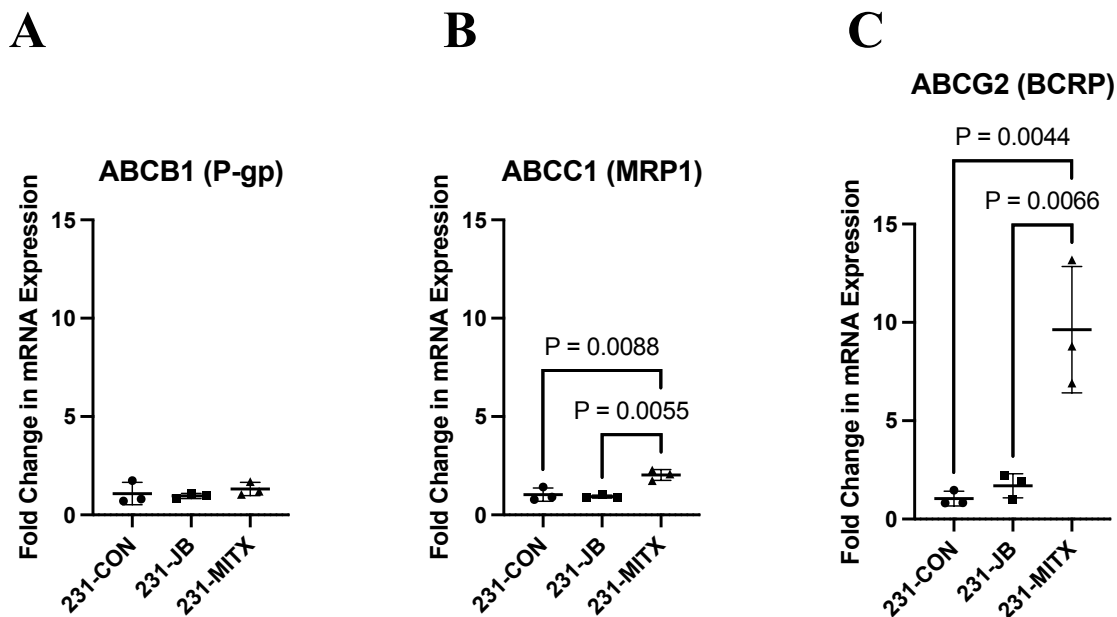 A
ABCB1 (P-gp)
Fold Change in mRNA Expression
15
10
5
0
231-CON
231-JB
231-MITX
B
ABCC1 (MRP1)
Fold Change in mRNA Expression
15
10
5
0
P = 0.0088
P = 0.0055
231-CON
231-JB
231-MITX
C
ABCG2 (BCRP)
P = 0.0044
P = 0.0066
Fold Change in mRNA Expression
15
10
5
0
231-CON
231-JB
231-MITX